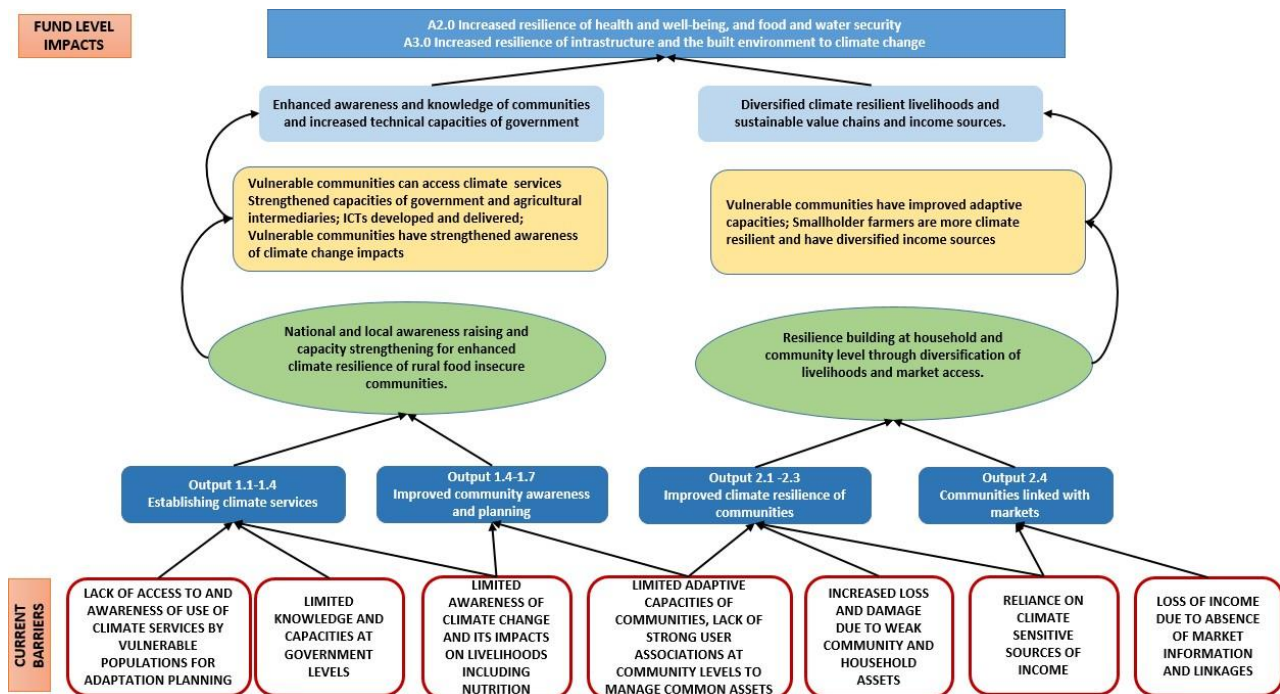 FUND LEVEL
IMPACTS
A2.0 Increased resilience of health and well-being, and food and water security
A3.0 Increased resilience of intrastructure and the built environment to climate change
Enhanced awareness and knowledge of communities
and increased technical capacities of government
Diversified climate resilient livelihoods and
sustainable value chains and income sources.
Vulnerable communities can access climate services
Strengthened capacities of government and agricultural
intermediaries; ICTs developed and delivered;
Vulnerable communities have strengthened awareness
of climate change impacts
Vulnerable communities have improved adaptive
capacities; Smallholder farmers are more climate
resilient and have diversified income sources
National and local awareness raising and
capacity strengthening for enhanced
climate resilience of rural food insecure
communities.
Resilience building at household and
community level through diversification of
livelihoods and market access.
Output 1.1-1.4
Establishing climate services
Output 1.4-1.7
Improved community awareness
and planning
Output 2.1 -2.3
Improved climate resilience of
communities
Output 2.4
Communities linked with
markets
CURRENT
BARRIERS
LACK OF ACCESS TO AND
AWARENESS OF USE OF
CLIMATE SERVICES BY
VULNERABLE
POPULATIONS FOR
ADAPTATION PLANNING
LIMITED
KNOWLEDGE AND
CAPACITIES AT
GOVERNMENT
LEVELS
LIMITED
AWARENESS OF
CLIMATE CHANGE
AND ITS IMPACTS
ON LIVELIHOODS
INCLUDING
NUTRITION
LIMITED ADAPTIVE
CAPACITIES OF
COMMUNITIES, LACK OF
STRONG USER
ASSOCIATIONS AT
COMMUNITY LEVELS TO
MANAGE COMMON ASSETS
INCREASED LOSS
AND DAMAGE
DUE TO WEAK
COMMUNITY AND
HOUSEHOLD
ASSETS
RELIANCE ON
CLIMATE
SENSITIVE
SOURCES OF
INCOME
LOSS OF INCOME
DUE TO ABSENCE OF
MARKET
INFORMATION
AND LINKAGES